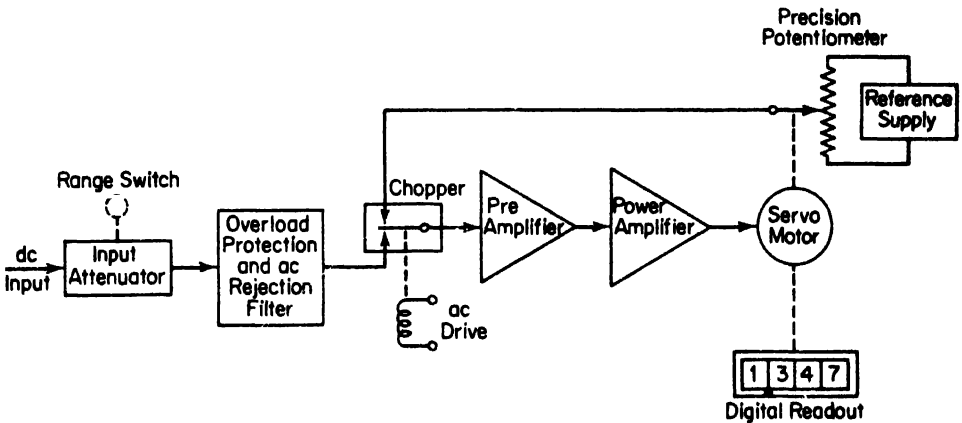 Precision
Potentiometer
Reference
Supply
Range Switch
Chopper
Pre
Amplifier
Power
Amplifier
Servo
Motor
Overload
Protection
and ac
Rejection
Filter
dc
Input
Input
Attenuator
ac
Drive
1 3 4 7
Digital Readout